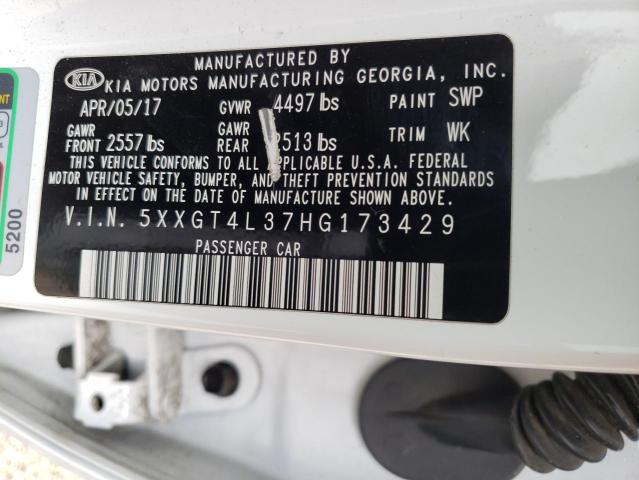 MANUFACTURED BY
KIA KIA MOTORS MANUFACTURING GEORGIA, INC.
APR/05/17 GVWR 4497 lbs PAINT SWP
GAWR FRONT 2557 lbs GAWR REAR 2513 lbs TRIM WK
THIS VEHICLE CONFORMS TO ALL APPLICABLE U.S.A. FEDERAL
MOTOR VEHICLE SAFETY, BUMPER, AND THEFT PREVENTION STANDARDS
IN EFFECT ON THE DATE OF MANUFACTURE SHOWN ABOVE.
V.I.N. 5XXGT4L37HG173429
PASSENGER CAR
5200